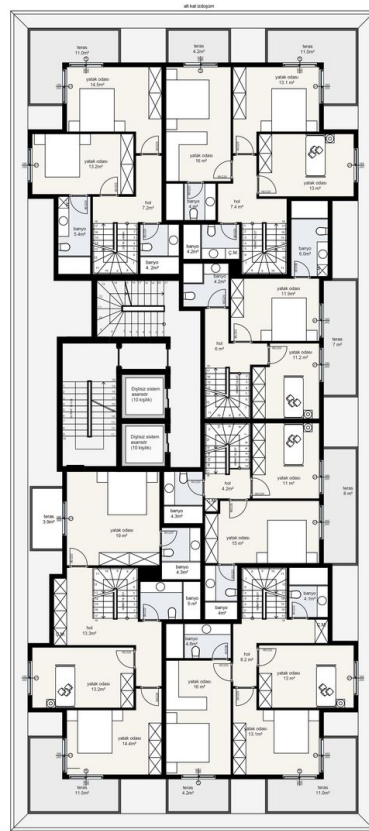 alt kat izdüşüm
teras
11.0m²
teras
4.2m²
teras
11.0m²
yatak odası
14.5m²
yatak odası
13.1 m²
yatak odası
16 m²
yatak odası
13.2m²
yatak odası
13 m²
hol
7.2m²
hol
7.4 m²
banyo
banyo
5.4m²
banyo
4.2m²
banyo
4.2m²
Ç.M
banyo
6.0m²
banyo
4.2m²
yatak odası
11.9m²
hol
6 m²
yatak odası
11.2 m²
teras
7 m²
Dişlisiz sistem
asansör
(10 kişilik)
Dişlisiz sistem
asansör
(10 kişilik)
hol
4.2m²
yatak odası
11 m²
teras
8 m²
teras
3.9m²
yatak odası
19 m²
banyo
4.3m²
banyo
4.3m²
yatak odası
15 m²
banyo
5 m²
banyo
4m²
banyo
4.1m²
hol
13.3m²
Ç.M
Ç.M
banyo
4.8m²
hol
8.2 m²
yatak odası
13.2m²
yatak odası
16 m²
yatak odası
13 m²
yatak odası
14.4m²
yatak odası
13.1m²
teras
11.0m²
teras
4.2m²
teras
11.0m²